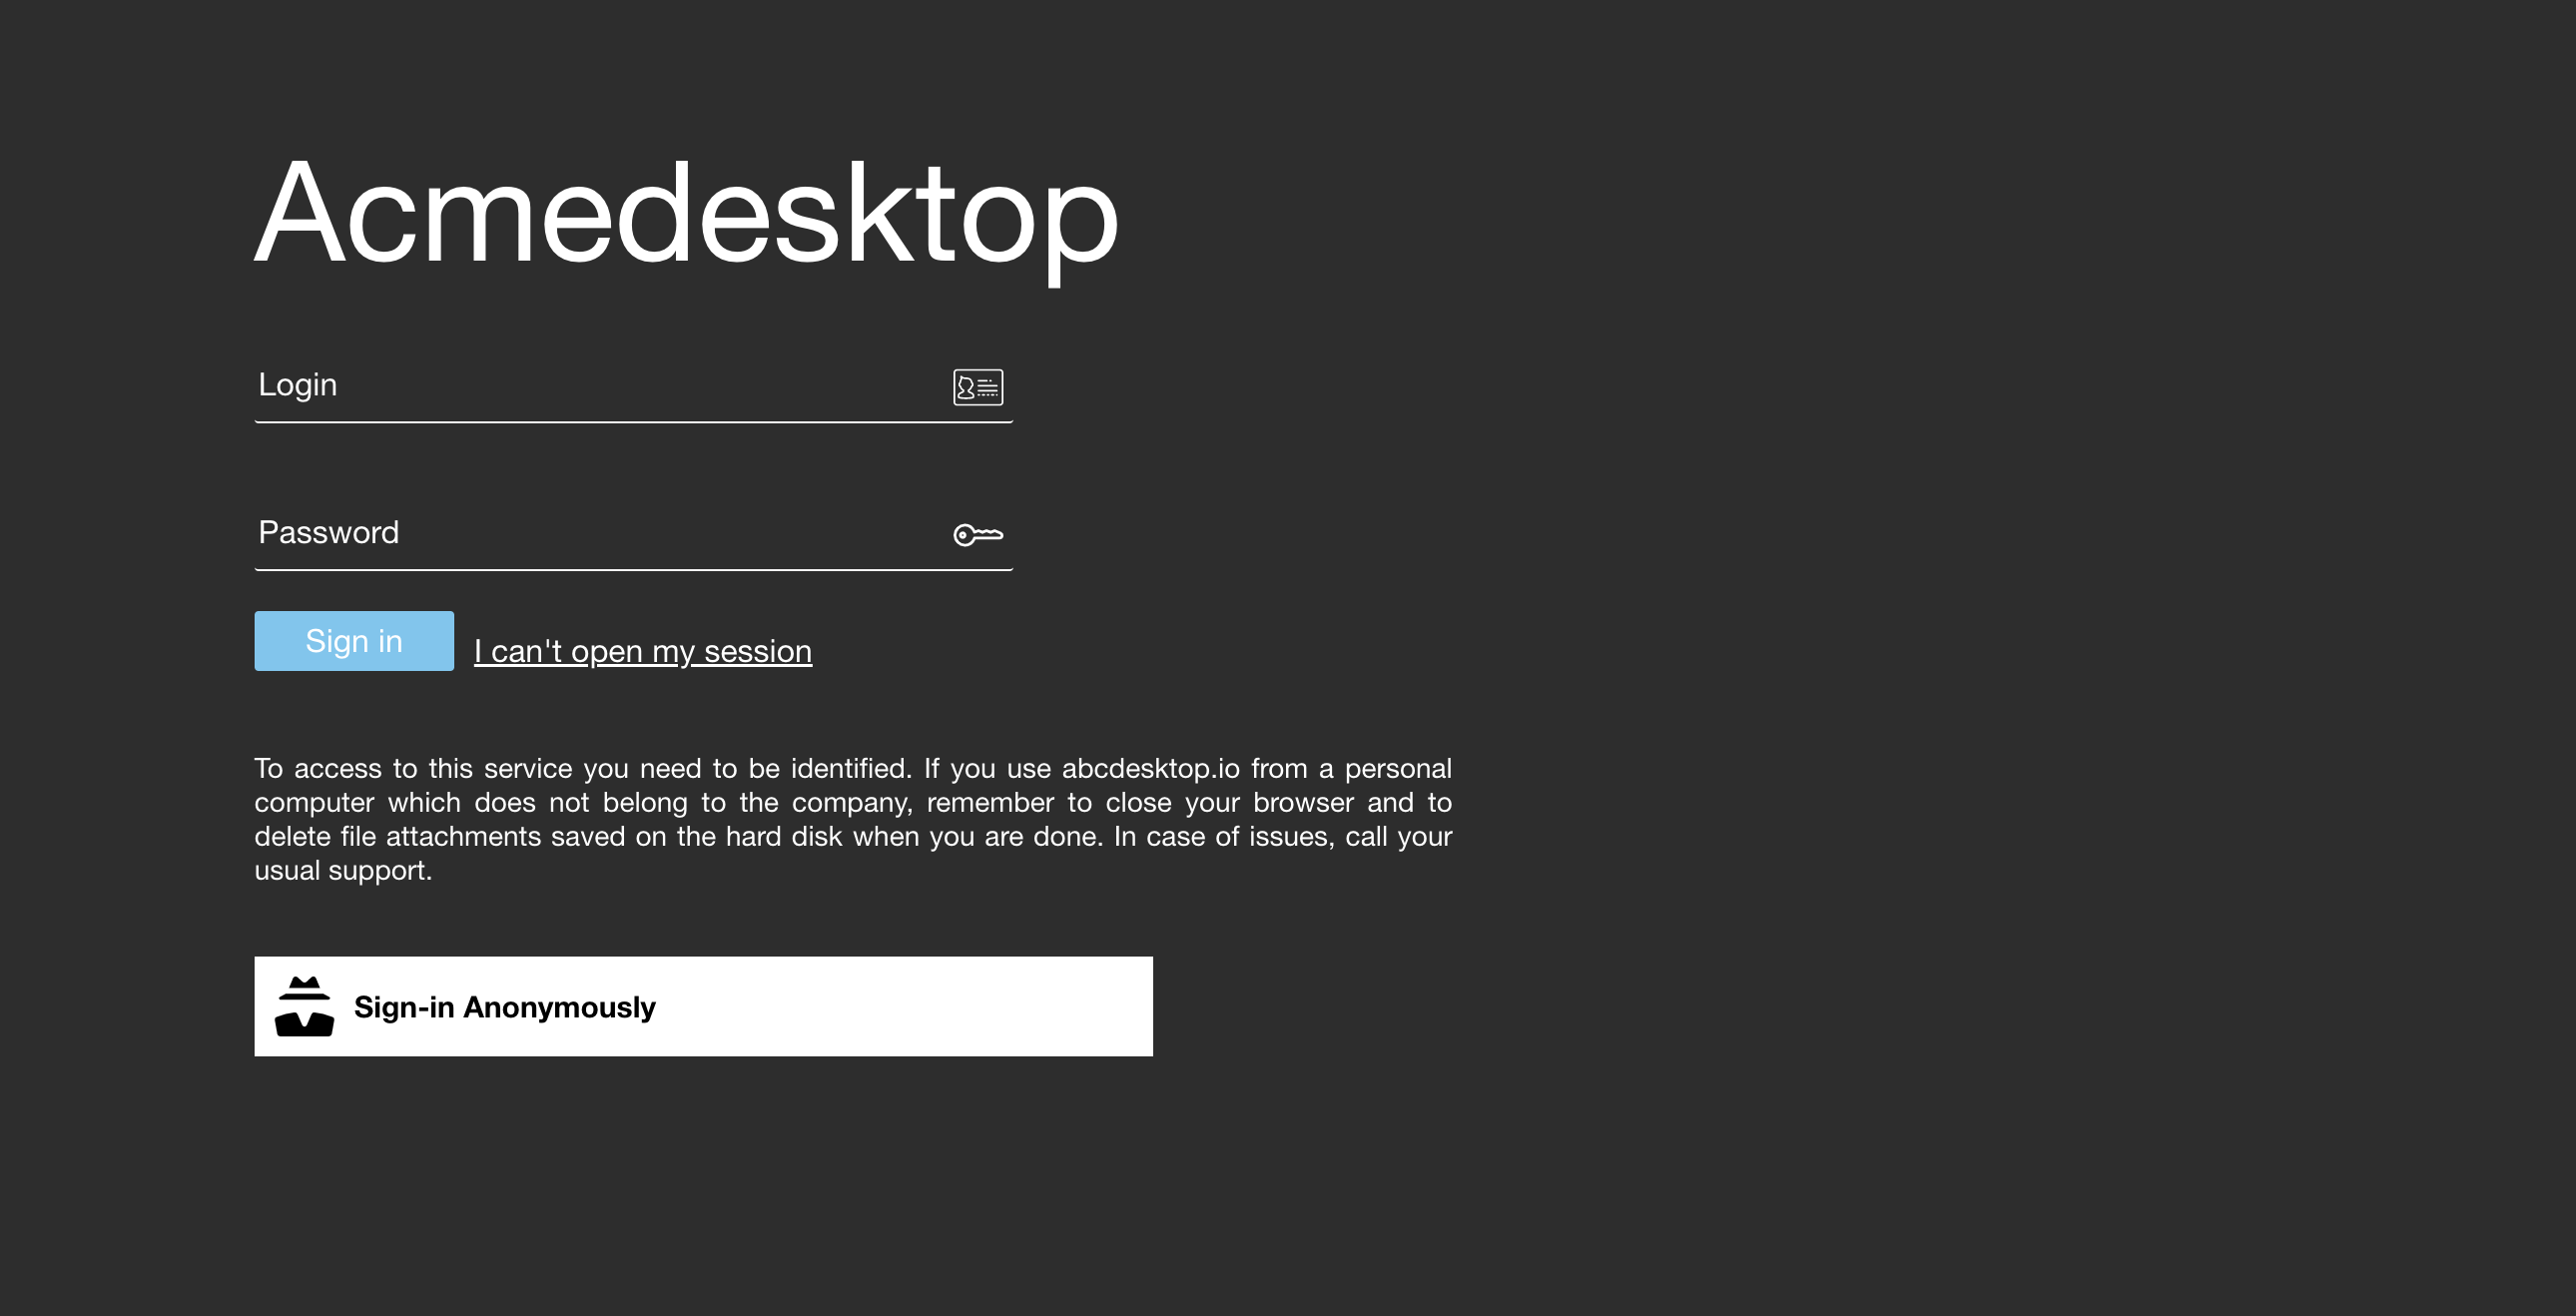 Acmedesktop
Login
Password
Sign in
I can't open my session
To access to this service you need to be identified. If you use abcdesktop.io from a personal
computer which does not belong to the company, remember to close your browser and to
delete file attachments saved on the hard disk when you are done. In case of issues, call your
usual support.
Sign-in Anonymously